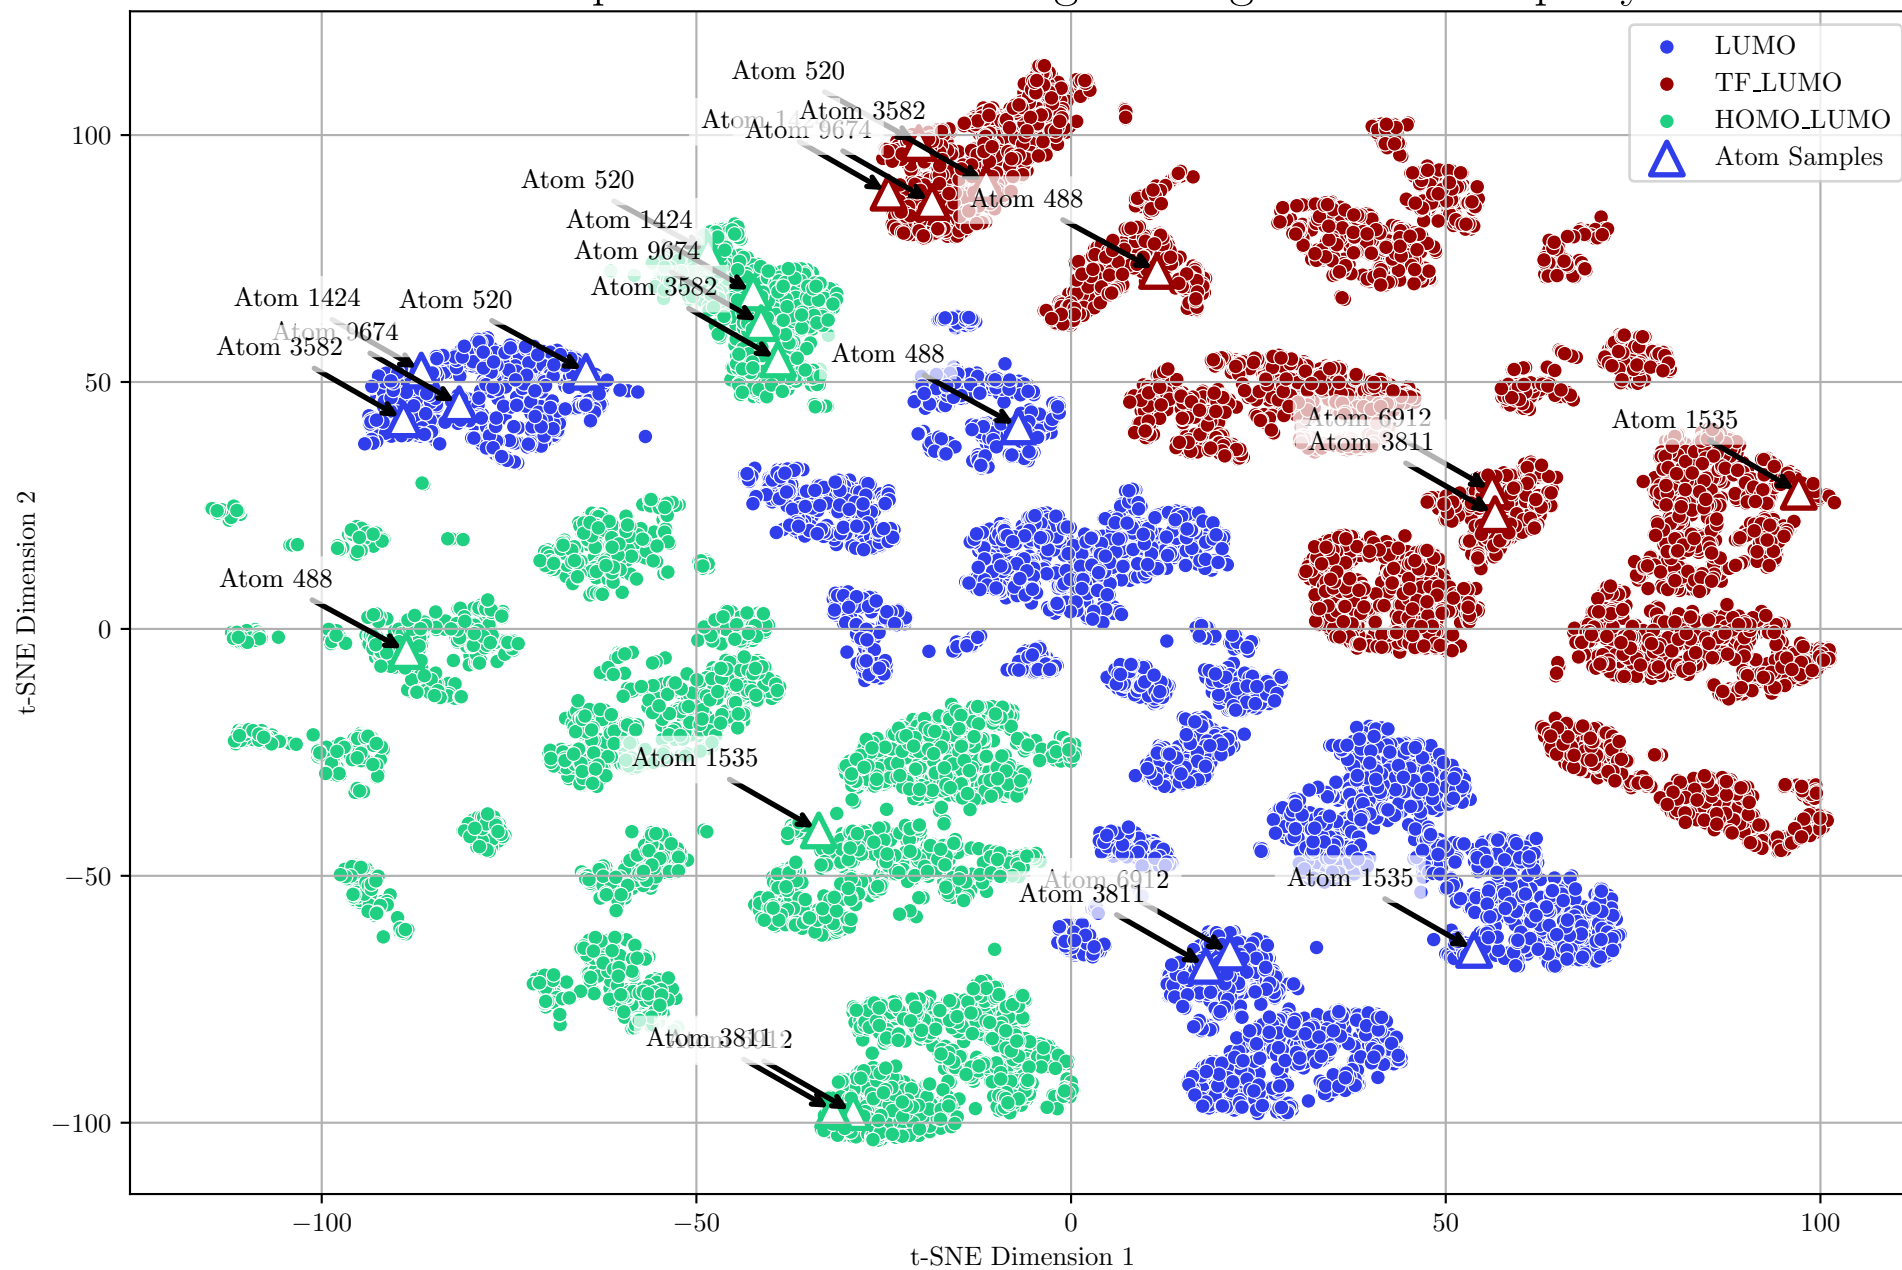 LUMO
TF_LUMO
HOMO_LUMO
Atom Samples
Atom 520
Atom 3582
Atom 9674
Atom 520
Atom 488
Atom 1424
Atom 9674
Atom 3582
Atom 1424
Atom 520
Atom 9674
Atom 3582
Atom 488
Atom 6912
Atom 3811
Atom 1535
Atom 488
Atom 1535
Atom 6912
Atom 3811
Atom 1535
Atom 3811
100
50
0
−50
−100
−100
−50
0
50
100
t-SNE Dimension 1
t-SNE Dimension 2